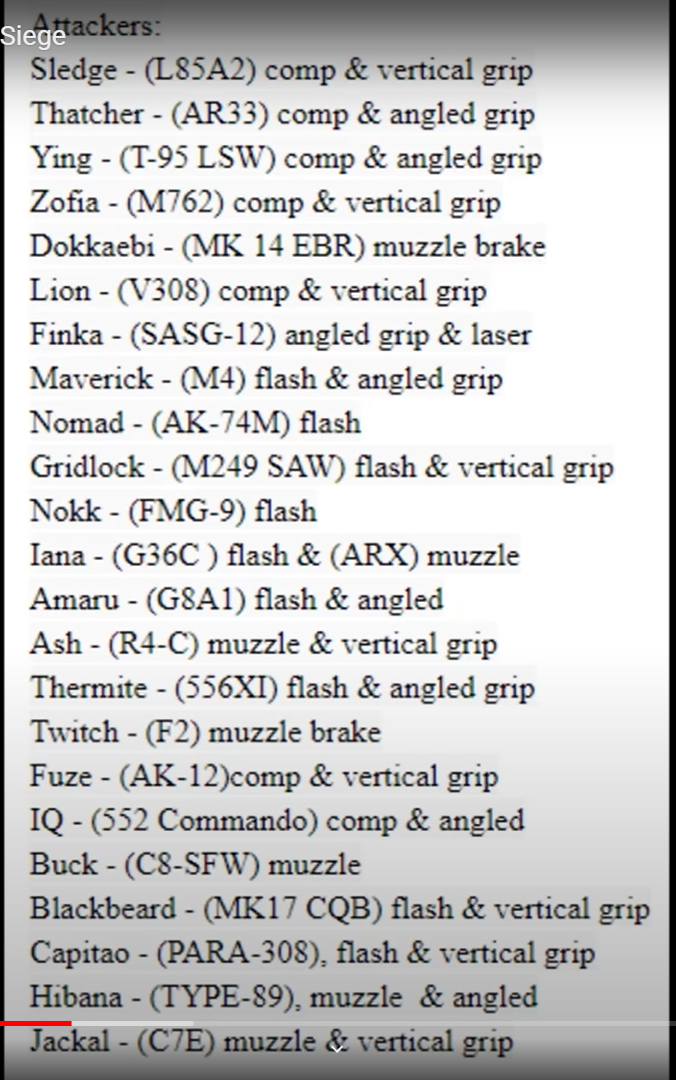 Attackers:
Siege
Sledge - (L85A2) comp & vertical grip
Thatcher - (AR33) comp & angled grip
Ying - (T-95 LSW) comp & angled grip
Zofia - (M762) comp & vertical grip
Dokkaebi - (MK 14 EBR) muzzle brake
Lion - (V308) comp & vertical grip
Finka - (SASG-12) angled grip & laser
Maverick - (M4) flash & angled grip
Nomad - (AK-74M) flash
Gridlock - (M249 SAW) flash & vertical grip
Nokk - (FMG-9) flash
Iana - (G36C ) flash & (ARX) muzzle
Amaru - (G8A1) flash & angled
Ash - (R4-C) muzzle & vertical grip
Thermite - (556XI) flash & angled grip
Twitch - (F2) muzzle brake
Fuze - (AK-12)comp & vertical grip
IQ - (552 Commando) comp & angled
Buck - (C8-SFW) muzzle
Blackbeard - (MK17 CQB) flash & vertical grip
Capitao - (PARA-308), flash & vertical grip
Hibana - (TYPE-89), muzzle  & angled
Jackal - (C7E) muzzle & vertical grip